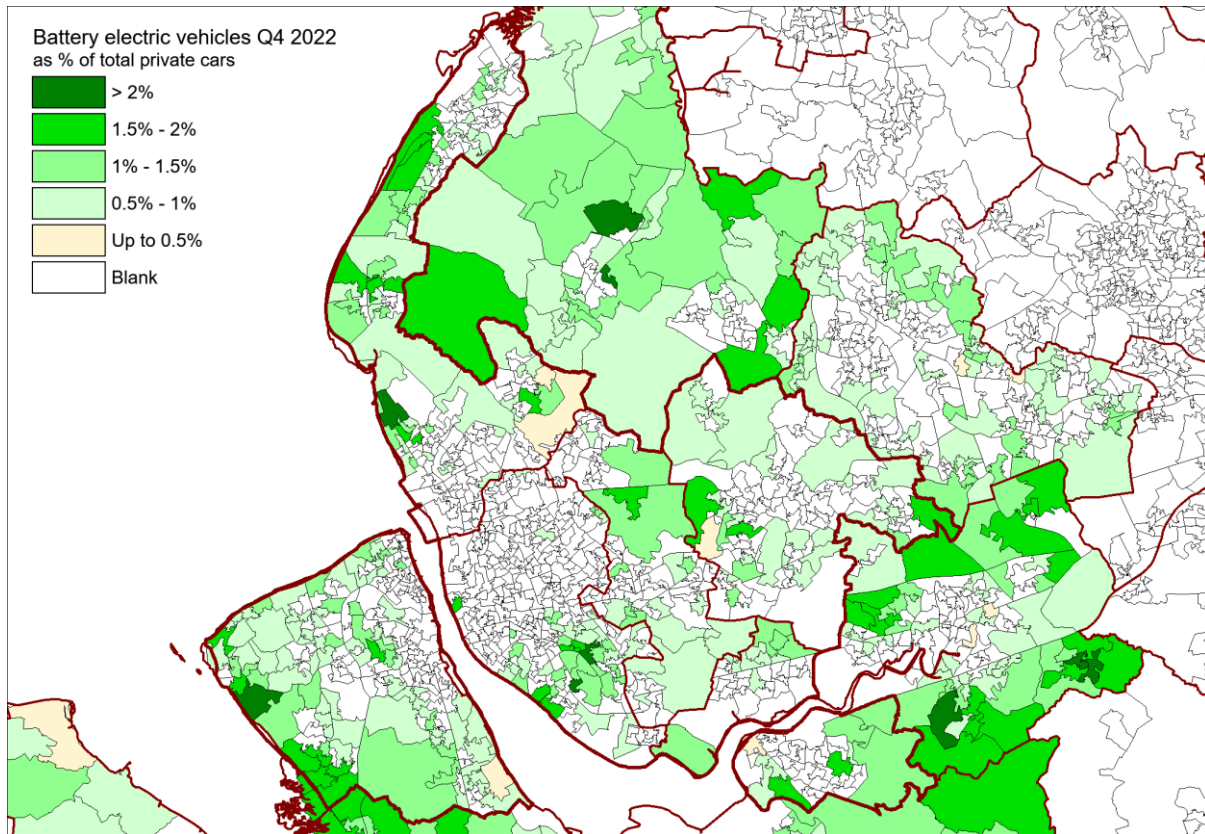 Battery electric vehicles Q4 2022
as % of total private cars
> 2%
1.5% - 2%
1% - 1.5%
0.5% - 1%
Up to 0.5%
Blank